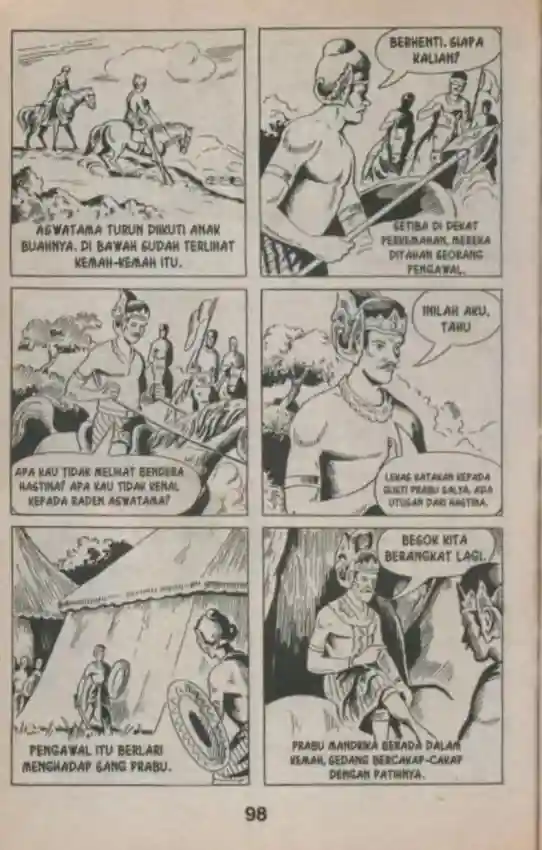 ASWATAMA TURUN DIIKUTI ANAK
BUAHNYA. DI BAWAH SUDAH TERLIHAT
KEMAH-KEMAH ITU.
BERHENTI. SIAPA
KALIAN?
SETIBA DI DEKAT
PERKEMAHAN, MEREKA
DITAHAN SEORANG
PENGAWAL.
APA KAU TIDAK MELIHAT BENDERA
HASTINA? APA KAU TIDAK KENAL
KEPADA RADEN ASWATAMA?
INILAH AKU,
TAHU
LEKAS KATAKAN KEPADA
GUSTI PRABU SALYA, ADA
UTUSAN DARI HASTINA.
PENGAWAL ITU BERLARI
MENGHADAP SANG PRABU.
BESOK KITA
BERANGKAT LAGI.
PRABU MANDRIKA BERADA DALAM
KEMAH, SEDANG BERCAKAP-CAKAP
DENGAN PATIHNYA.
98